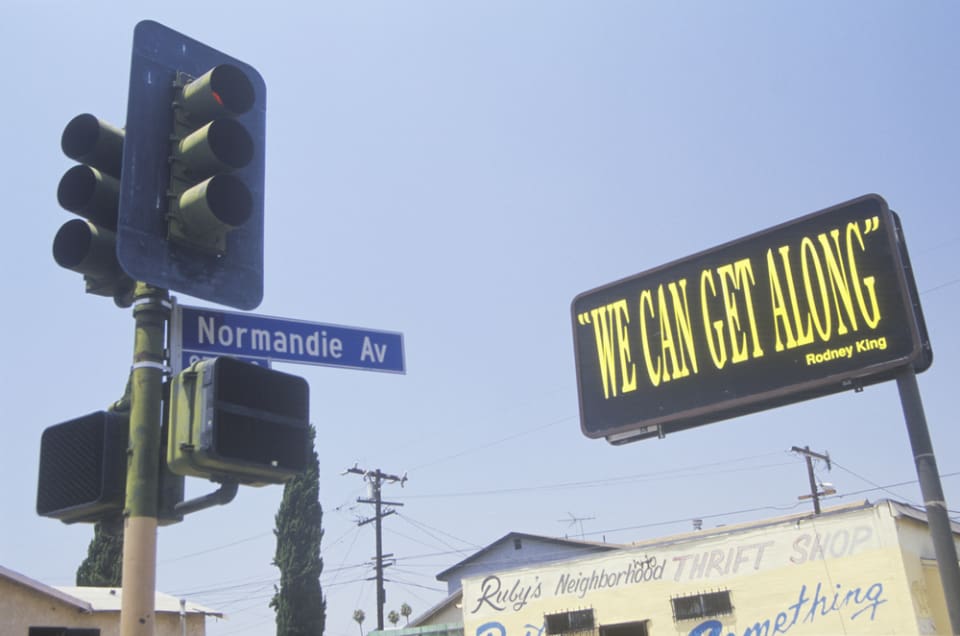 Normandie Av
"WE CAN GET ALONG"
Rodney King
Ruby's Neighborhood THRIFT SHOP
Something